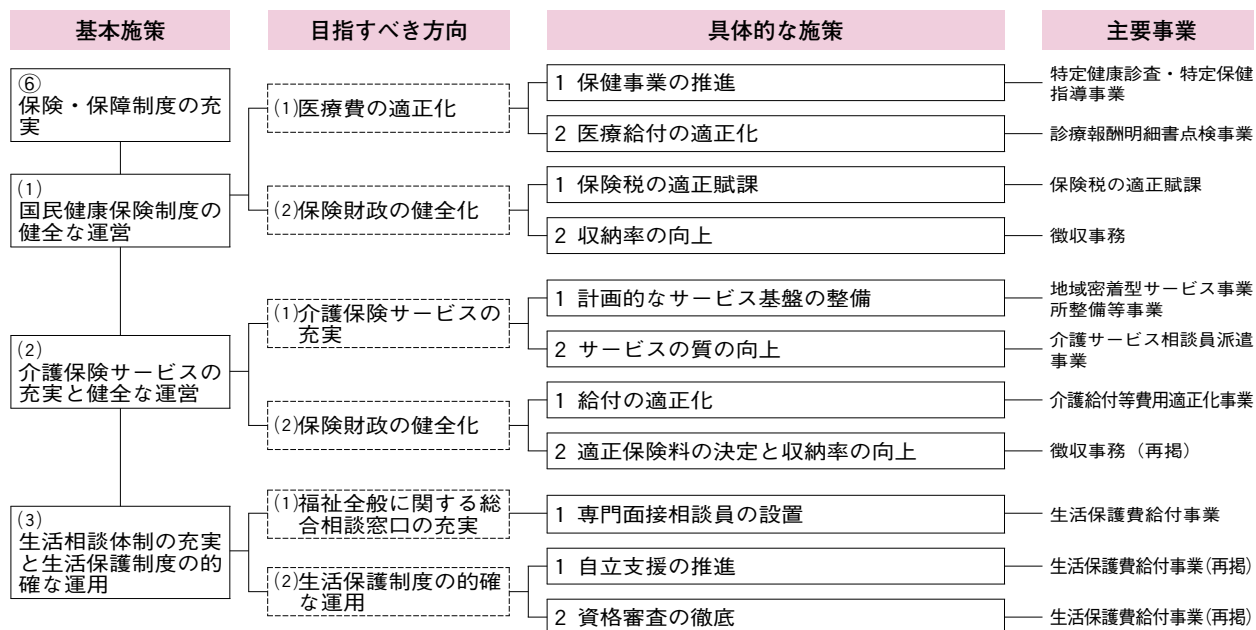 基本施策
目指すべき方向
具体的な施策
主要事業
⑥
保険・保障制度の充
実
(1)
国民健康保険制度の
健全な運営
(1)医療費の適正化
1 保健事業の推進
特定健康診査・特定保健
指導事業
2 医療給付の適正化
診療報酬明細書点検事業
(2)保険財政の健全化
1 保険税の適正賦課
保険税の適正賦課
2 収納率の向上
徴収事務
(2)
介護保険サービスの
充実と健全な運営
(1)介護保険サービスの
充実
1 計画的なサービス基盤の整備
地域密着型サービス事業
所整備等事業
2 サービスの質の向上
介護サービス相談員派遣
事業
(2)保険財政の健全化
1 給付の適正化
介護給付等費用適正化事業
2 適正保険料の決定と収納率の向上
徴収事務（再掲）
(3)
生活相談体制の充実
と生活保護制度の的
確な運用
(1)福祉全般に関する総
合相談窓口の充実
1 専門面接相談員の設置
生活保護費給付事業
(2)生活保護制度の的確
な運用
1 自立支援の推進
生活保護費給付事業(再掲)
2 資格審査の徹底
生活保護費給付事業(再掲)